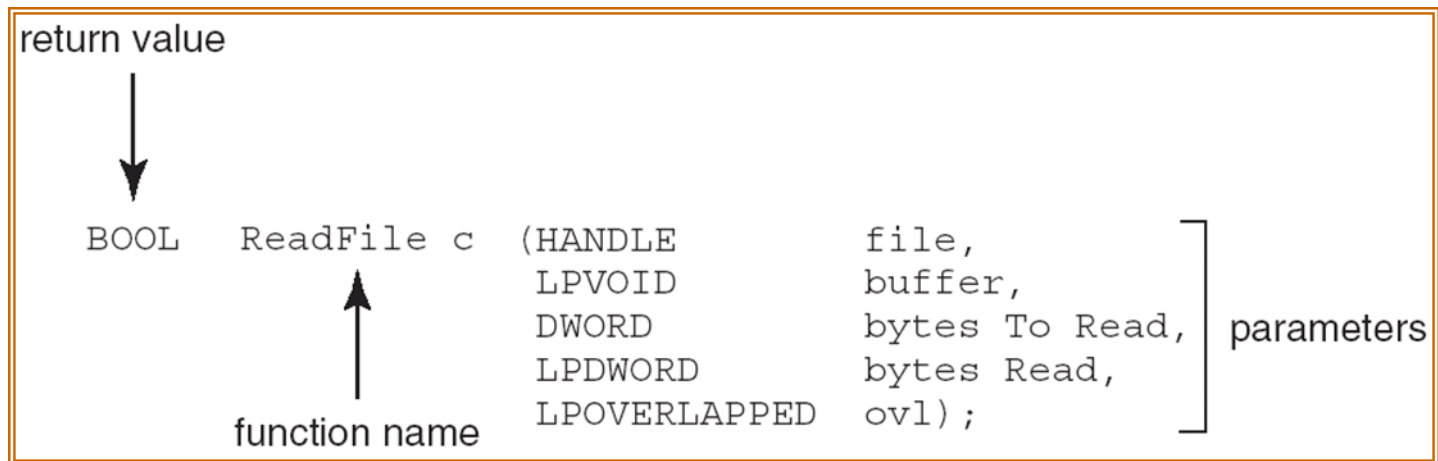 return value
BOOL ReadFile c (HANDLE file,
LPVOID buffer,
DWORD bytes To Read,
LPDWORD bytes Read,
LPOVERLAPPED ovl);
parameters
function name